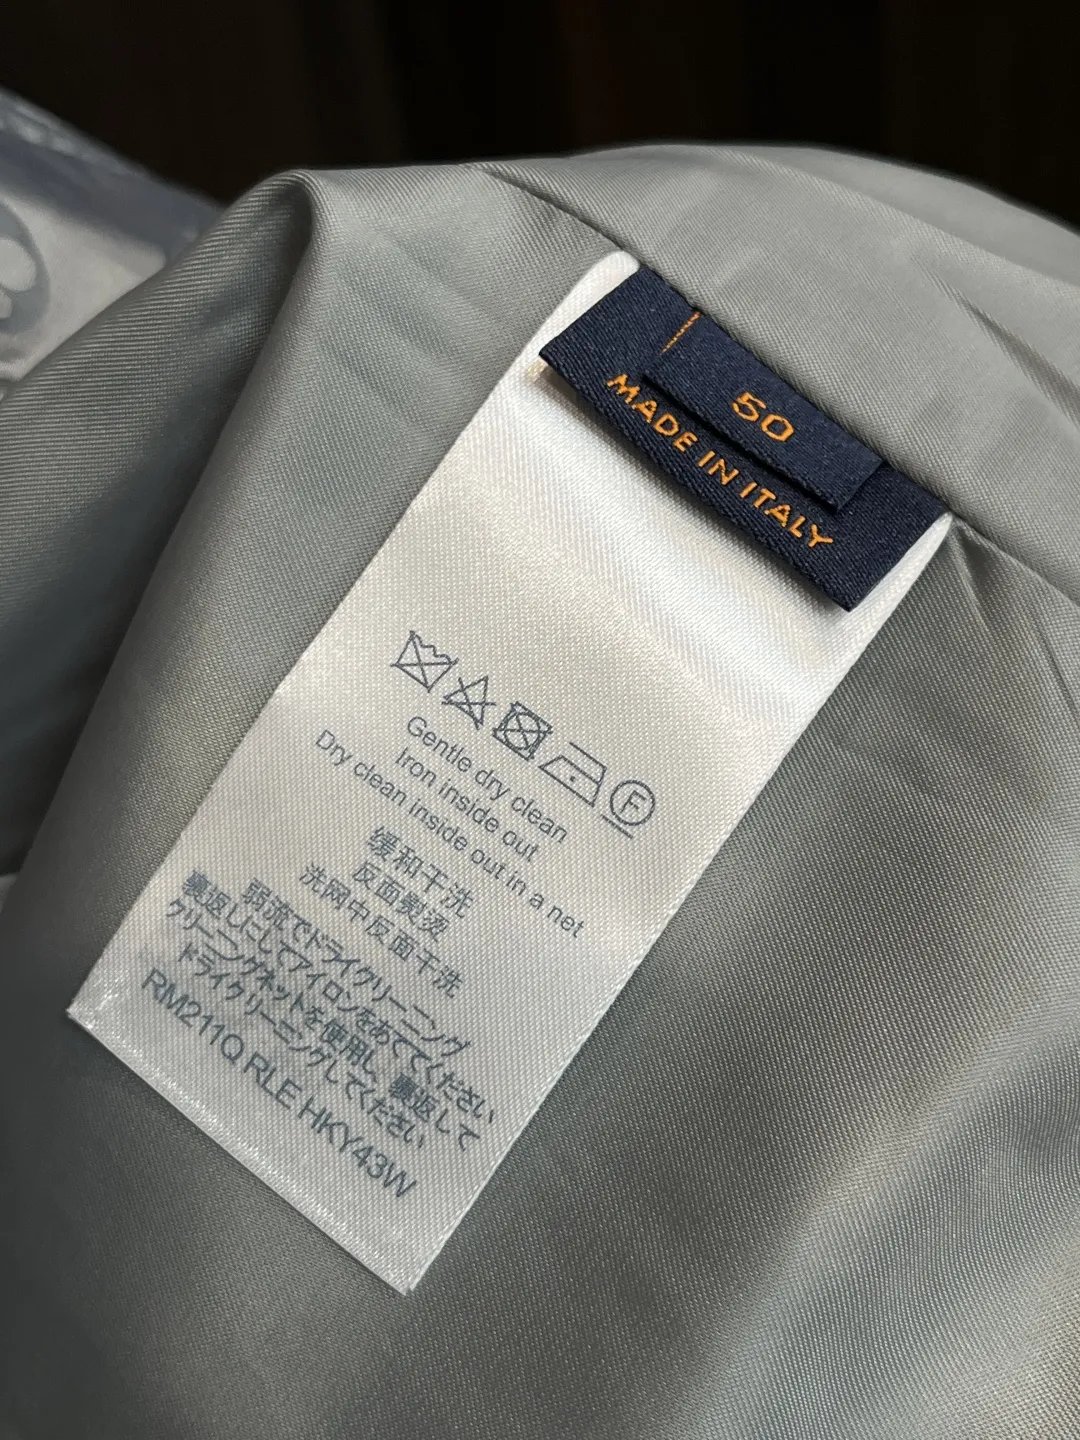 50
MADE IN ITALY
F
Gentle dry clean
Iron inside out
Dry clean inside out in a net
缓和干洗
反面熨烫
洗网中反面干洗
弱流でドライクリーニング
裏返しにしてアイロンをあててください
クリーニングネットを使用し、裏返して
ドライクリーニングしてください
RM211Q RLE HKY43W